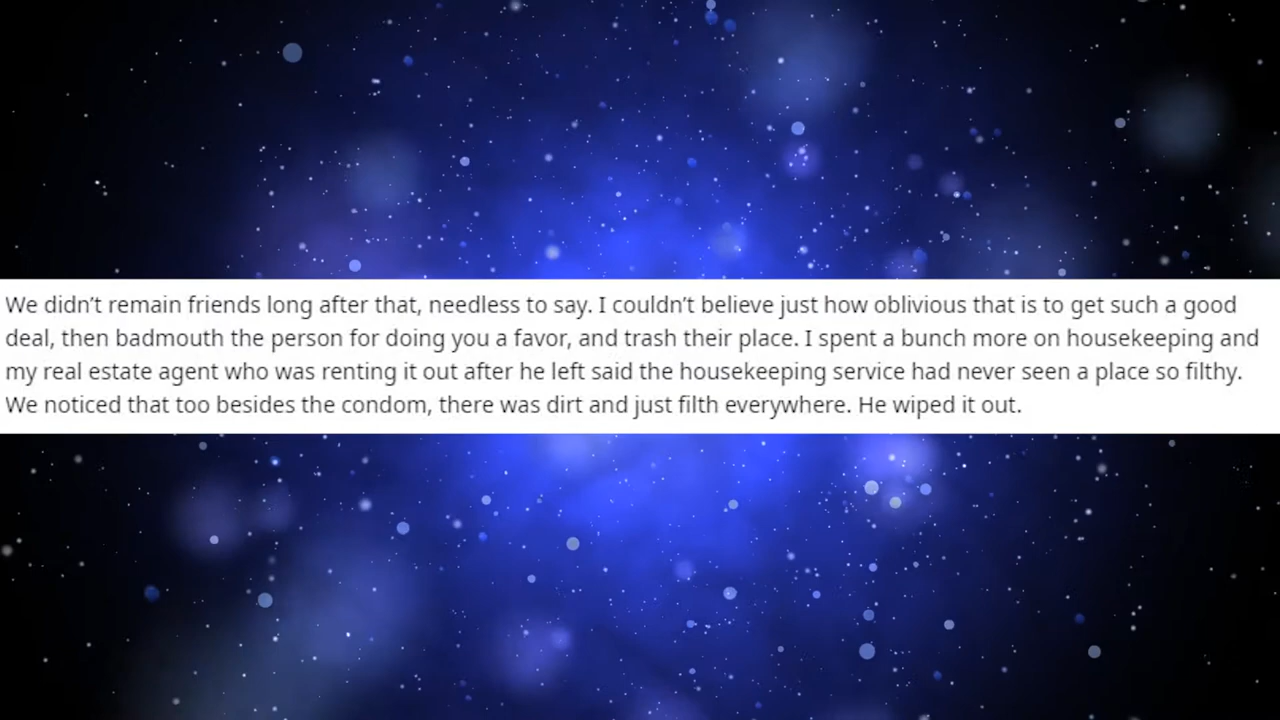 We didn’t remain friends long after that, needless to say. I couldn’t believe just how oblivious that is to get such a good
deal, then badmouth the person for doing you a favor, and trash their place. I spent a bunch more on housekeeping and
my real estate agent who was renting it out after he left said the housekeeping service had never seen a place so filthy.
We noticed that too besides the condom, there was dirt and just filth everywhere. He wiped it out.